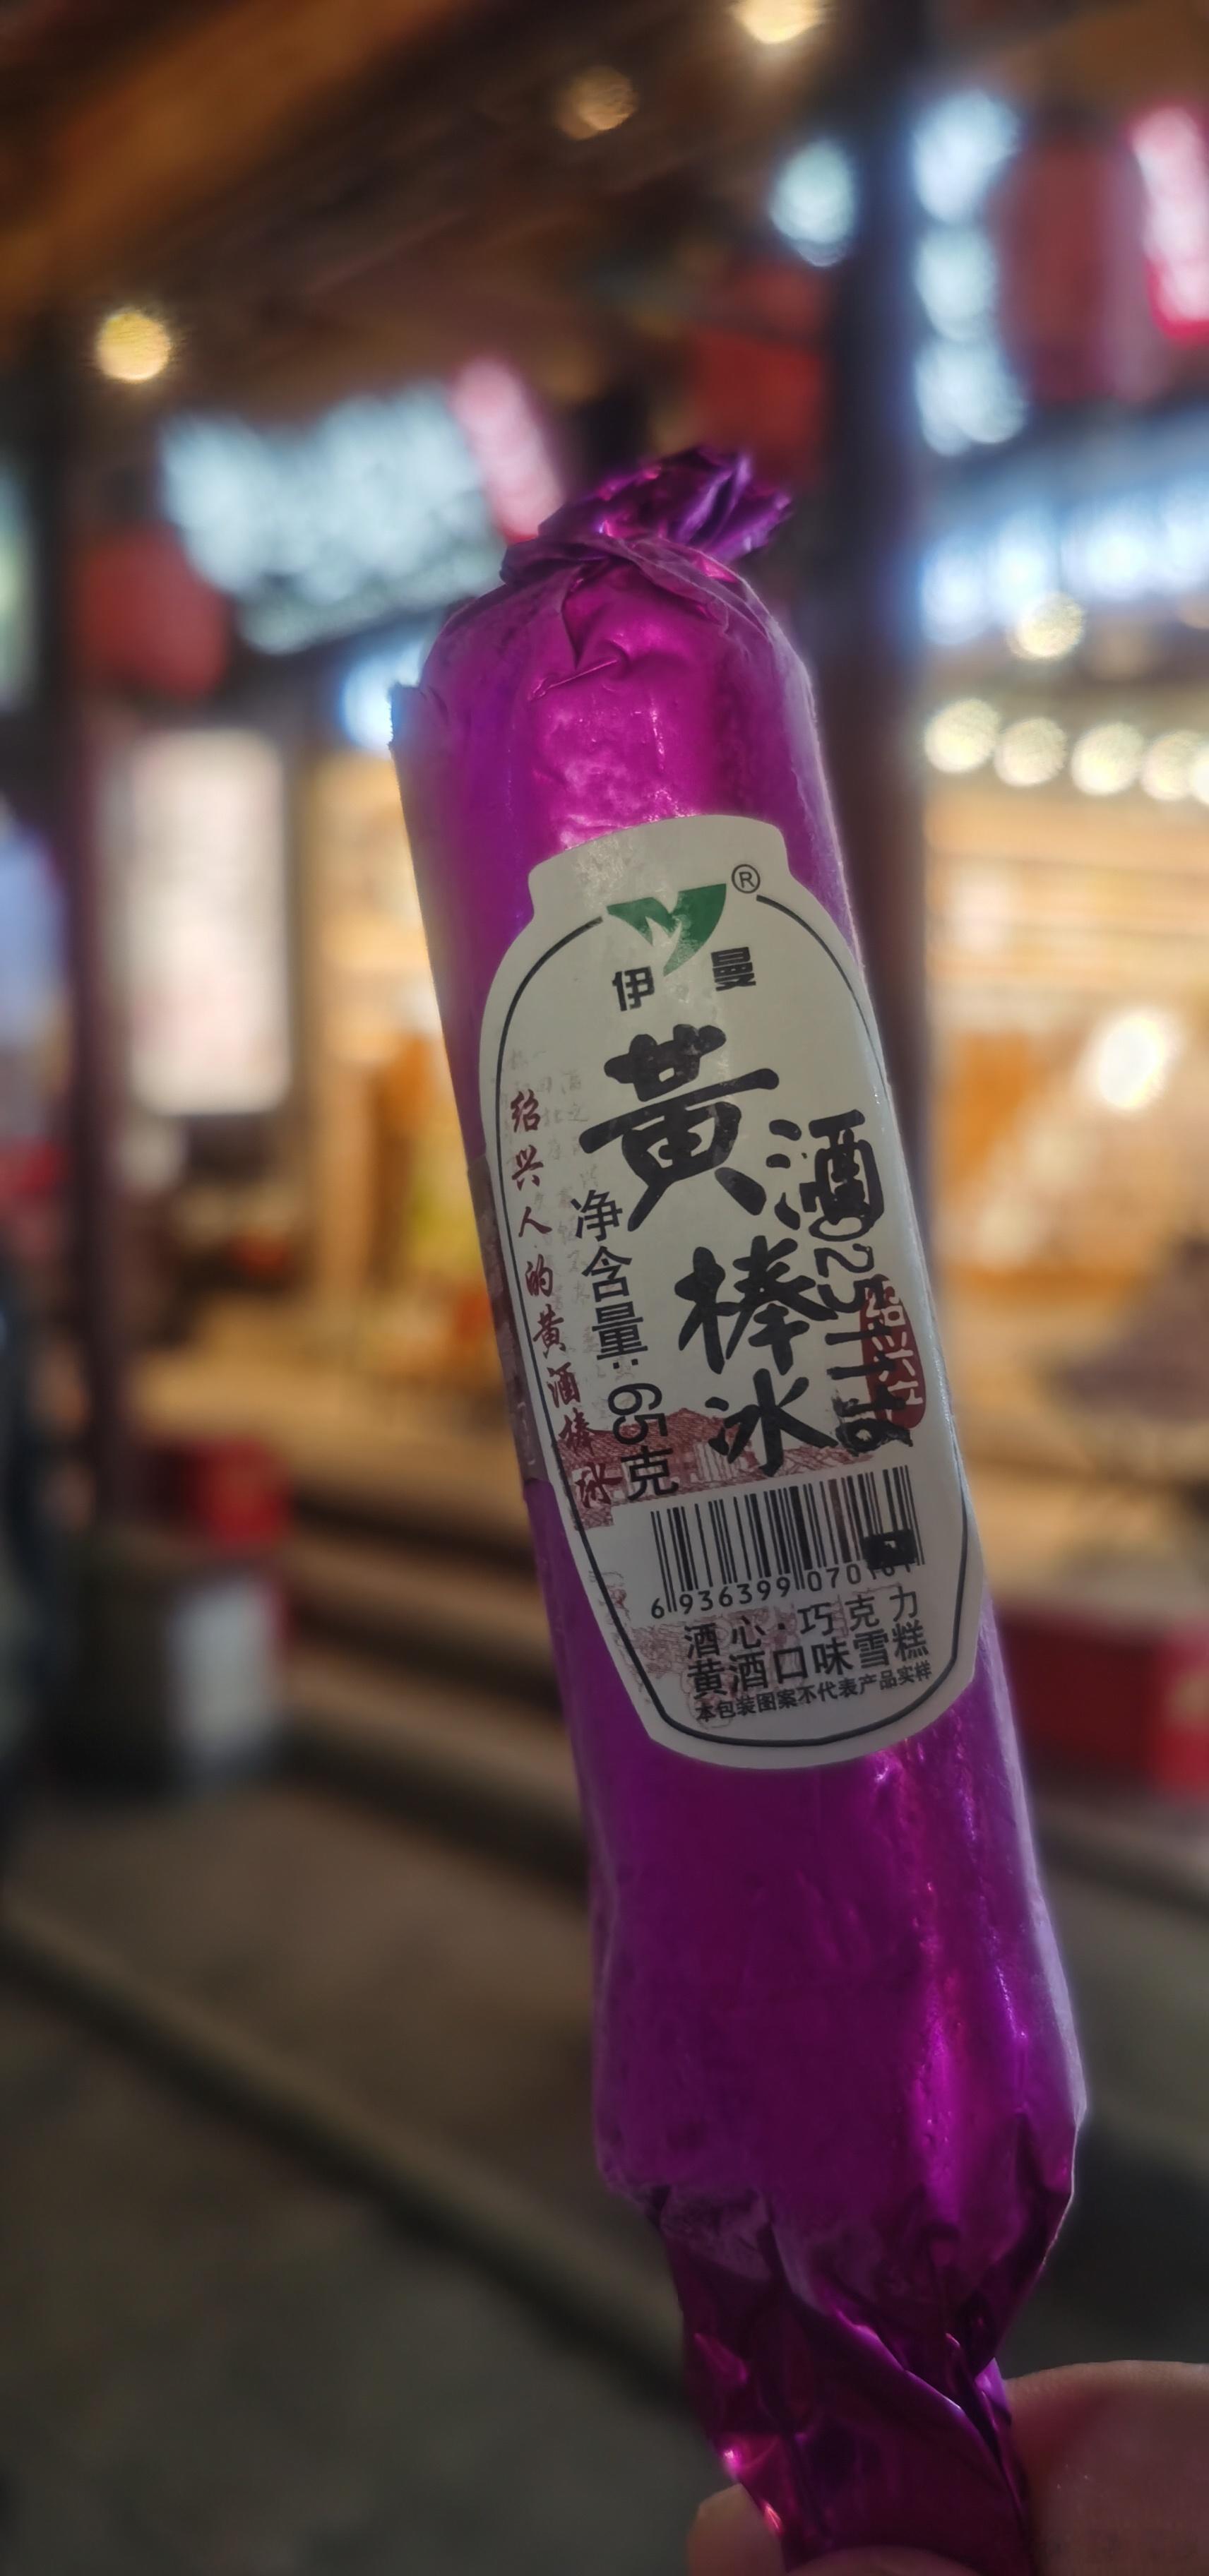 ®
伊曼
黄酒
棒冰
绍兴人的黄酒棒冰
净含量:65克
酒心·巧克力
黄酒口味雪糕
本包装图案不代表产品实样